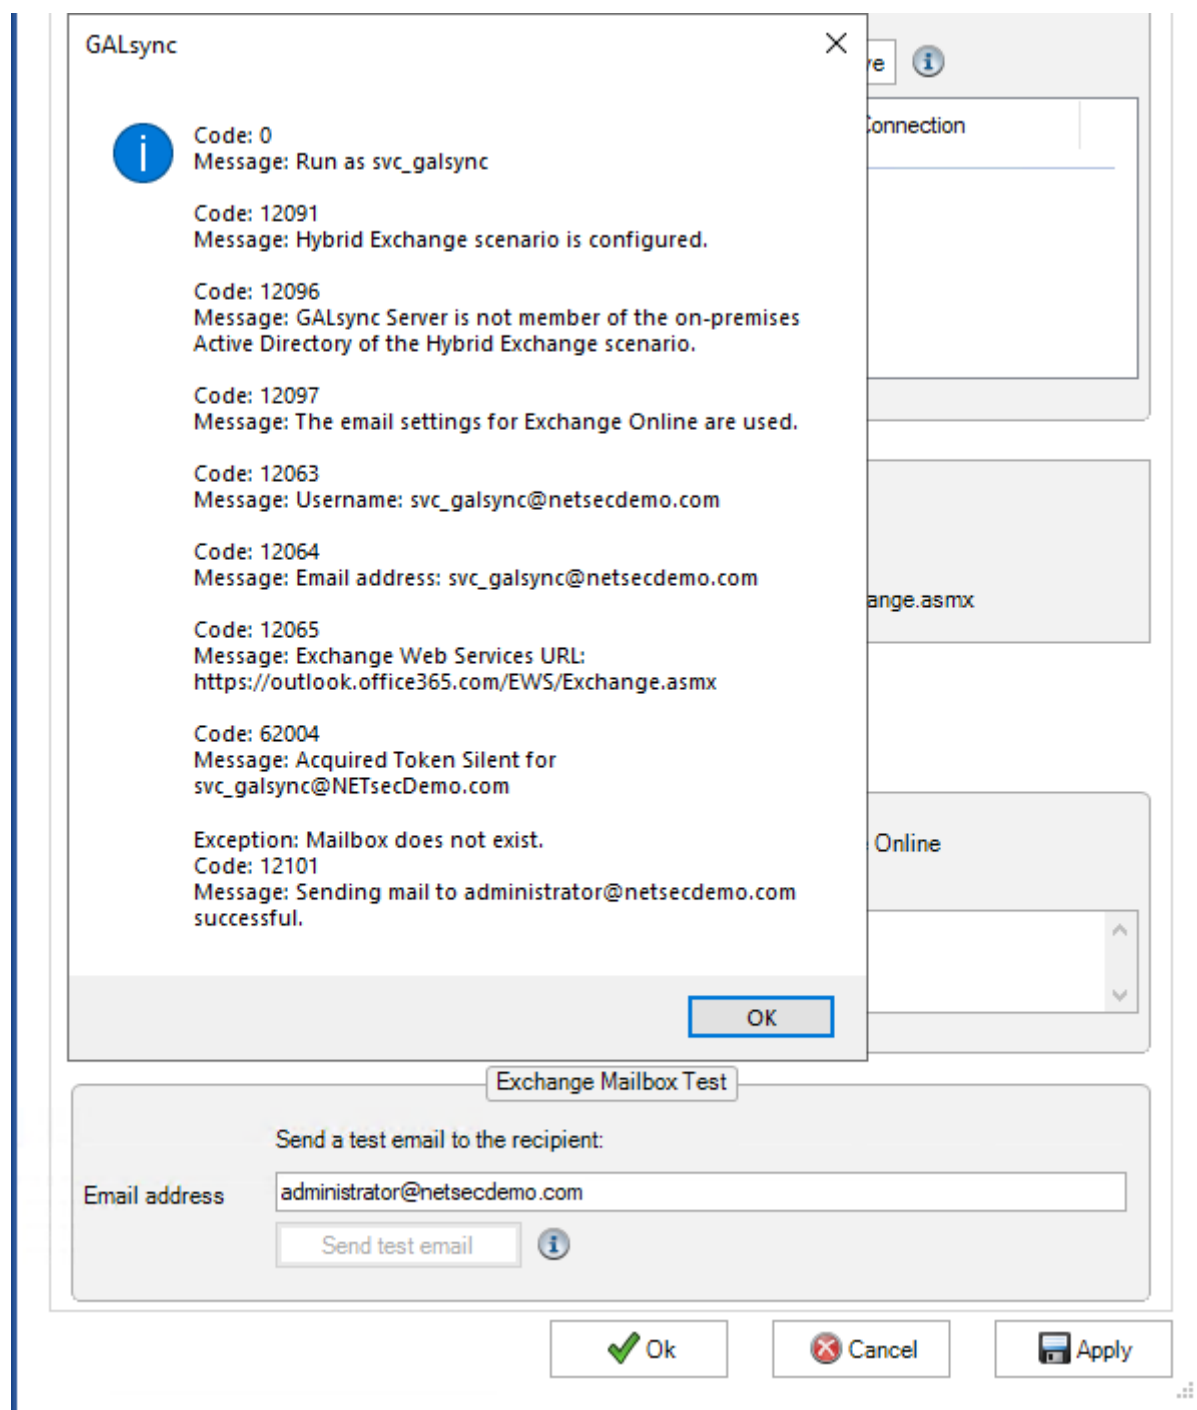 GALsync
Code: 0
Message: Run as svc_galsync
Code: 12091
Message: Hybrid Exchange scenario is configured.
Code: 12096
Message: GALsync Server is not member of the on-premises
Active Directory of the Hybrid Exchange scenario.
Code: 12097
Message: The email settings for Exchange Online are used.
Code: 12063
Message: Username: svc_galsync@netsecdemo.com
Code: 12064
Message: Email address: svc_galsync@netsecdemo.com
Code: 12065
Message: Exchange Web Services URL:
https://outlook.office365.com/EWS/Exchange.asmx
Code: 62004
Message: Acquired Token Silent for
svc_galsync@NETsecDemo.com
Exception: Mailbox does not exist.
Code: 12101
Message: Sending mail to administrator@netsecdemo.com
successful.
OK
ve
Connection
ange.asmx
Online
Exchange Mailbox Test
Send a test email to the recipient:
Email address
administrator@netsecdemo.com
Send test email
Ok
Cancel
Apply